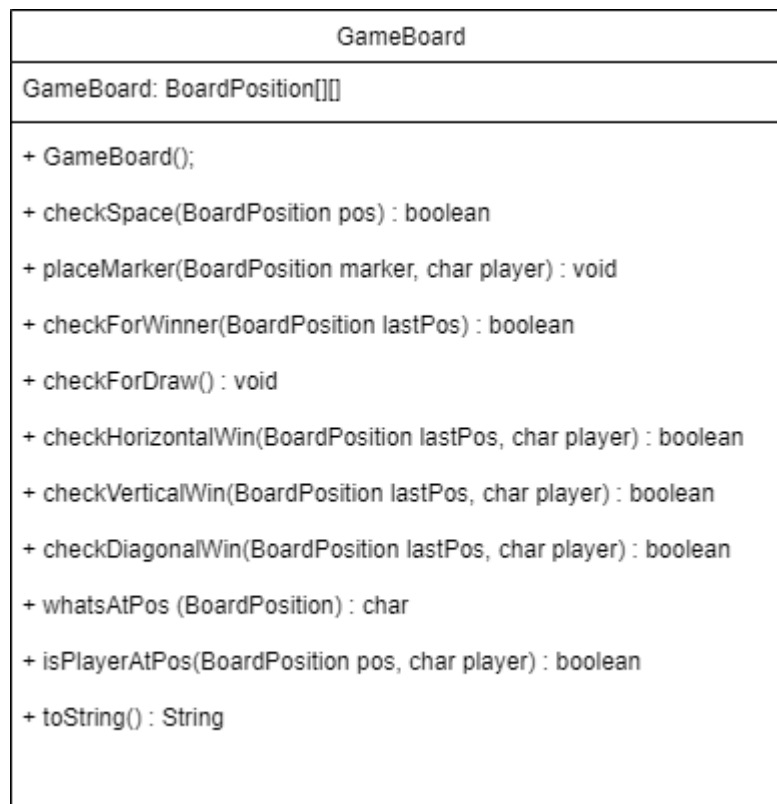 GameBoard
GameBoard: BoardPosition[][]
+ GameBoard();
+ checkSpace(BoardPosition pos) : boolean
+ placeMarker(BoardPosition marker, char player) : void
+ checkForWinner(BoardPosition lastPos) : boolean
+ checkForDraw() : void
+ checkHorizontalWin(BoardPosition lastPos, char player) : boolean
+ checkVerticalWin(BoardPosition lastPos, char player) : boolean
+ checkDiagonalWin(BoardPosition lastPos, char player) : boolean
+ whatsAtPos (BoardPosition) : char
+ isPlayerAtPos(BoardPosition pos, char player) : boolean
+ toString() : String